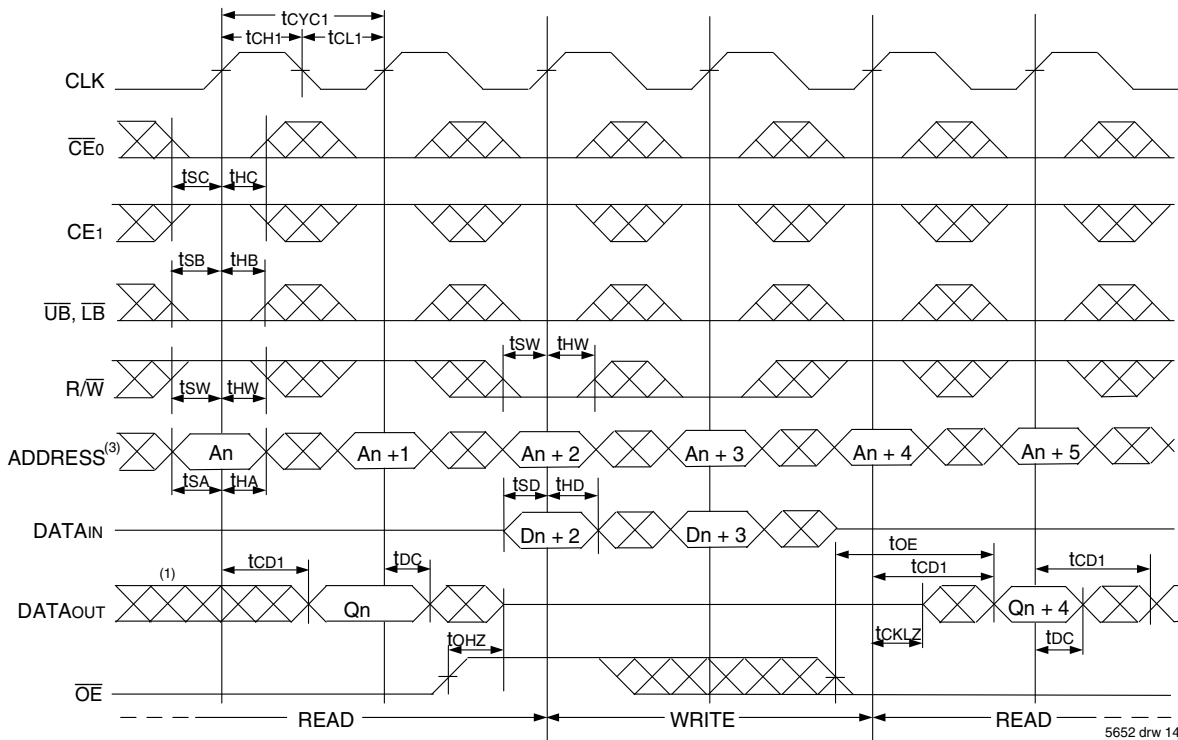 tCYC1
tCH1 tCL1
CLK
CE0
tSC tHC
CE1
tSB tHB
UB, LB
tSW tHW
R/W
tSW tHW
ADDRESS(3) An An +1 An + 2 An + 3 An + 4 An + 5
tSA tHA tSD tHD
DATAIN Dn + 2 Dn + 3
tOE
tCD1 tDC tCD1 tCD1
(1)
DATAOUT Qn Qn + 4
tOHZ tCKLZ tDC
OE
READ WRITE READ
5652 drw 14